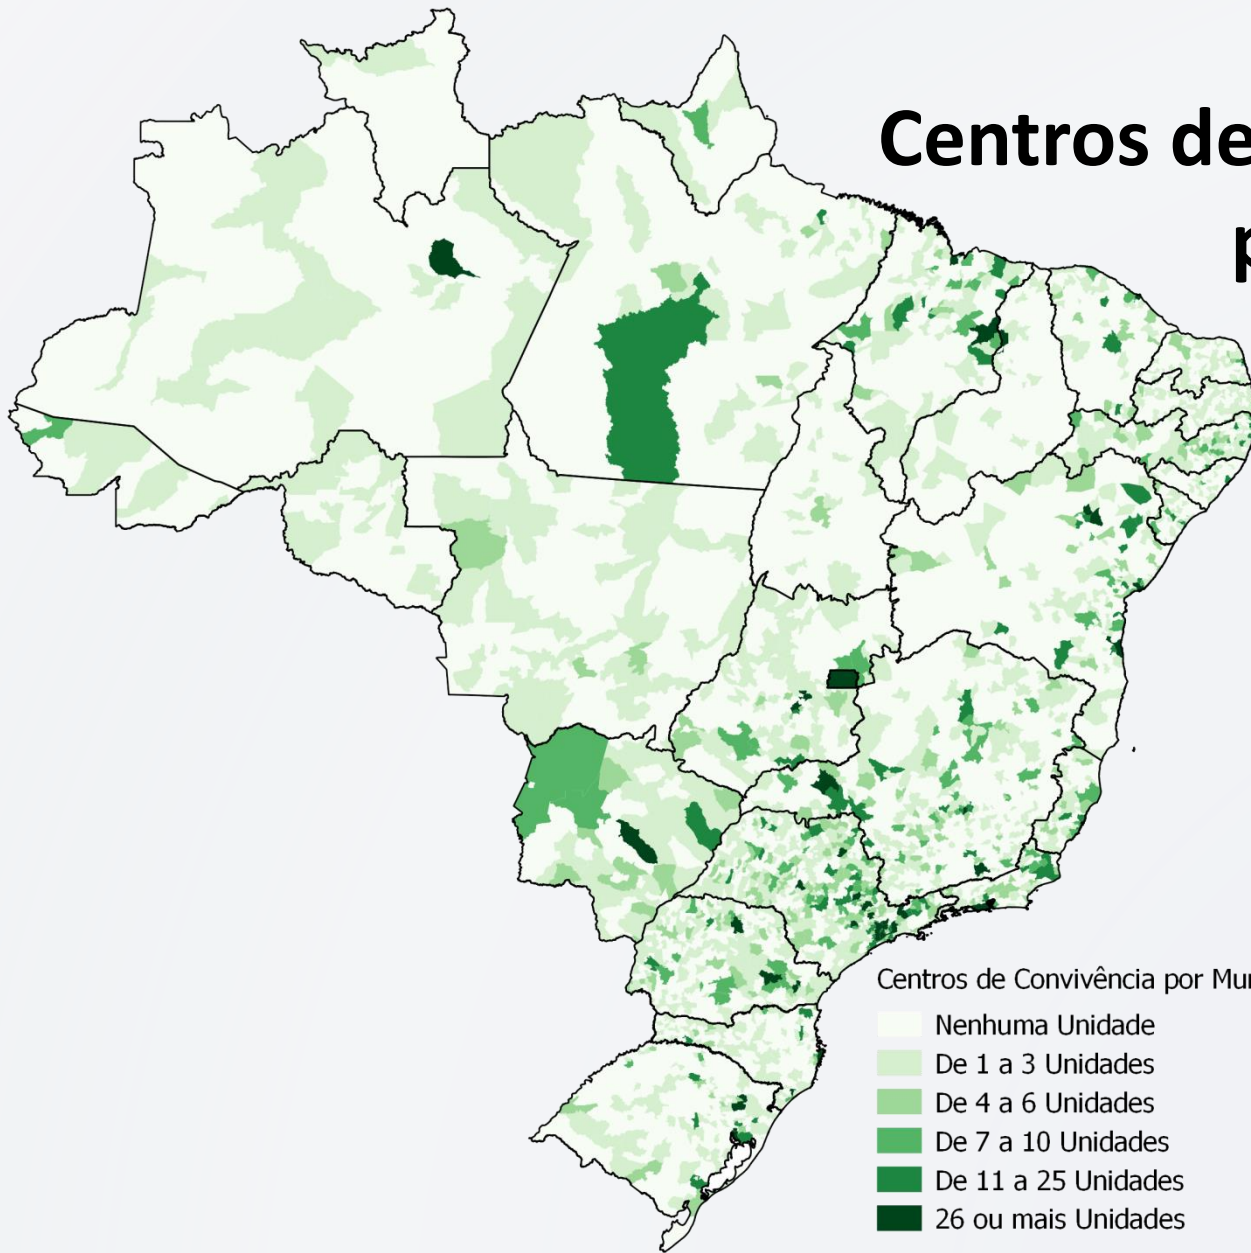 Centros de
p
Centros de Convivência por Mun
Nenhuma Unidade
De 1 a 3 Unidades
De 4 a 6 Unidades
De 7 a 10 Unidades
De 11 a 25 Unidades
26 ou mais Unidades